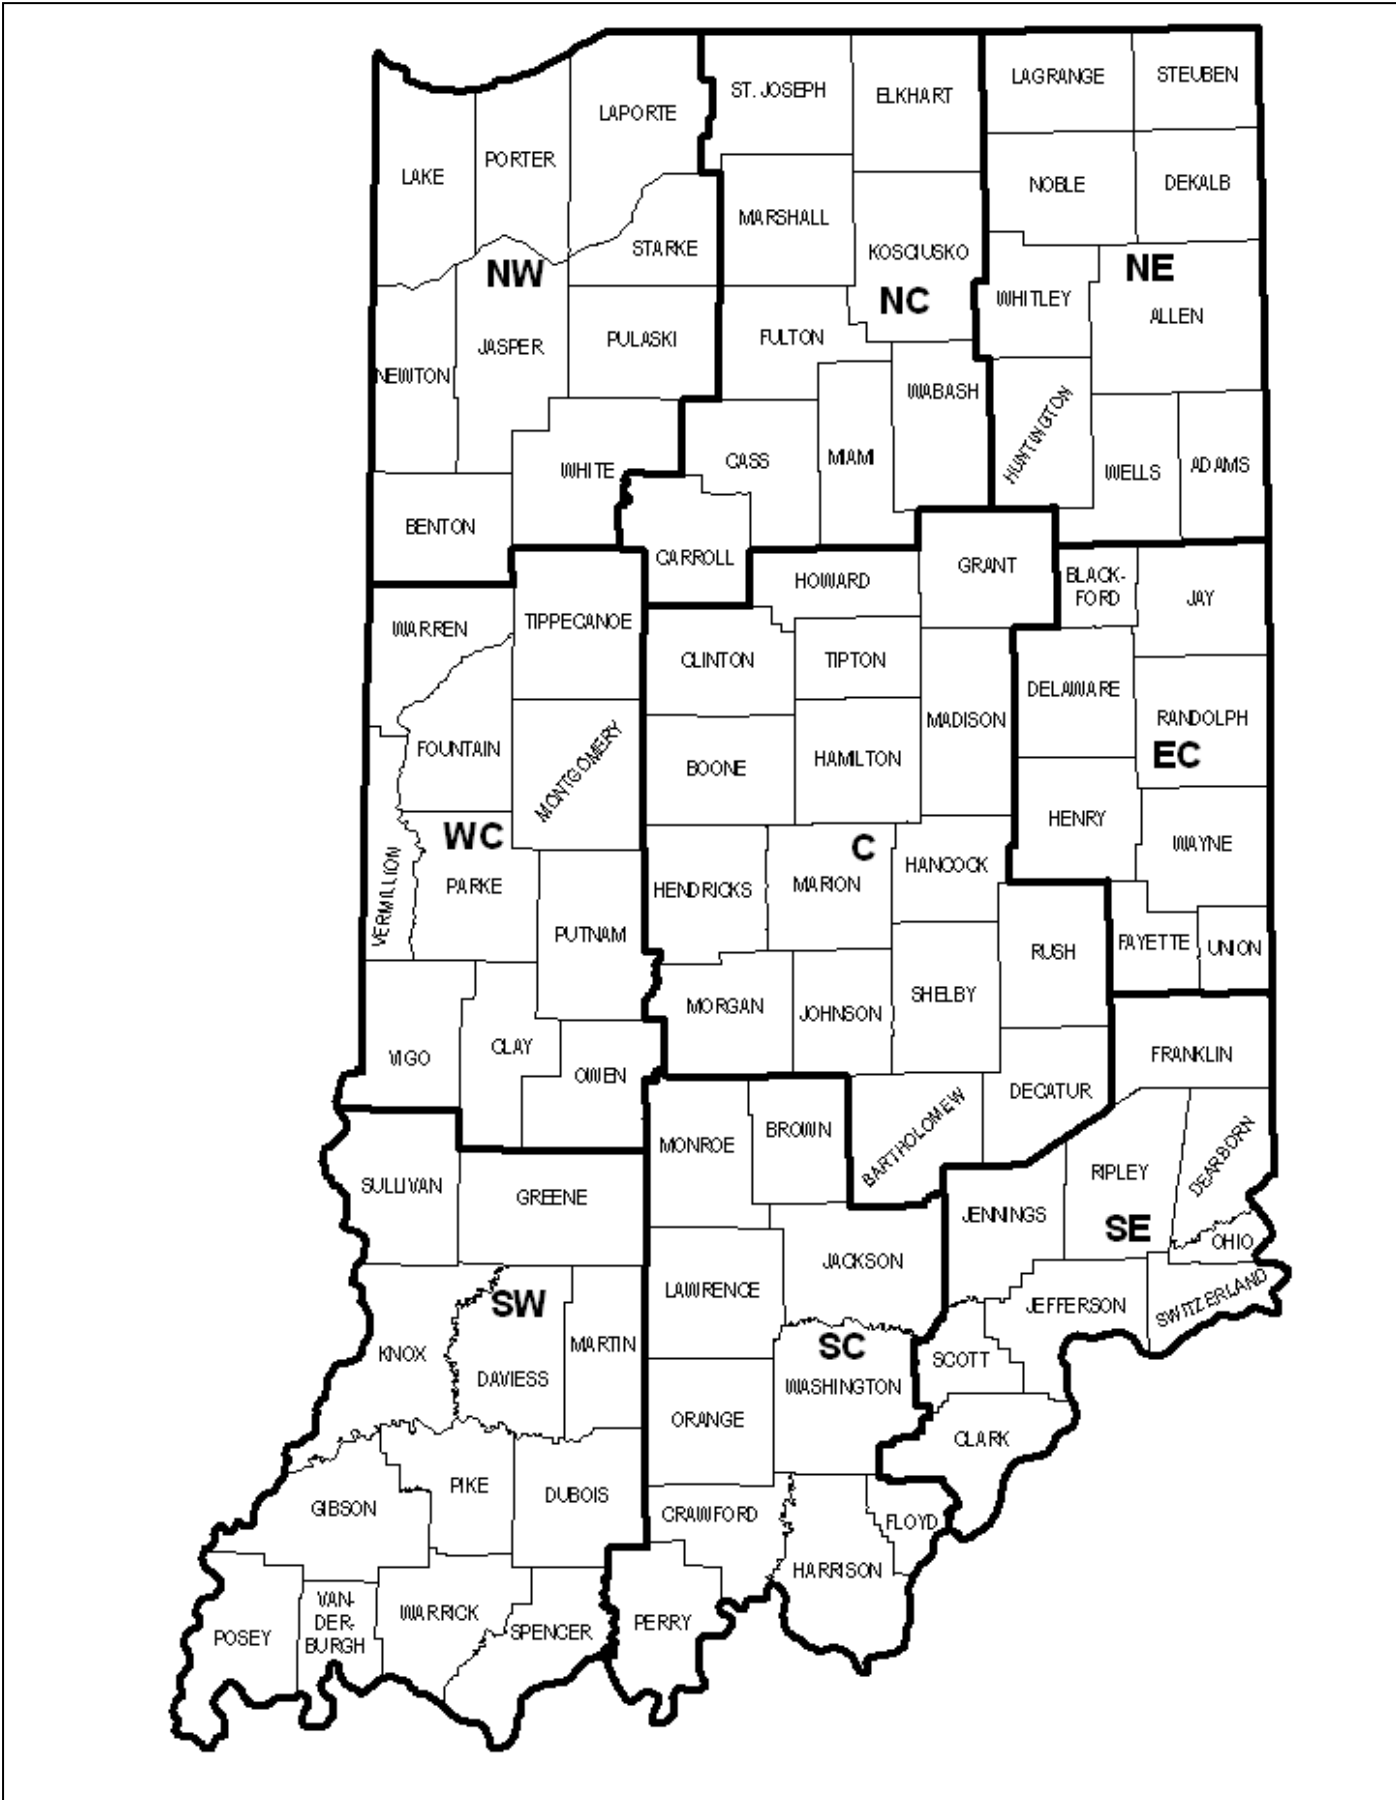 LAGRANGE
STEUBEN
ST. JOSEPH
ELKHART
LAPORTE
PORTER
LAKE
NOBLE
DEKALB
MARSHALL
STARKE
KOSCIUSKO
NW
NC
NE
WHITLEY
ALLEN
JASPER
PULASKI
FULTON
NEWTON
WABASH
HUNTINGTON
WHITE
CASS
MIAMI
WELLS
ADAMS
BENTON
CARROLL
HOWARD
GRANT
BLACK-
FORD
JAY
WARREN
TIPPECANOE
CLINTON
TIPTON
DELAWARE
MADISON
RANDOLPH
EC
FOUNTAIN
MONTGOMERY
BOONE
HAMILTON
HENRY
WC
C
WAYNE
VERMILLION
PARKE
HENDRICKS
MARION
HANCOCK
PUTNAM
RUSH
FAYETTE
UNION
MORGAN
JOHNSON
SHELBY
VIGO
CLAY
OWEN
FRANKLIN
DECATUR
MONROE
BROWN
BARTHOLOMEW
RIPLEY
DEARBORN
SULLIVAN
GREENE
JENNINGS
SE
OHIO
JACKSON
LAWRENCE
SW
JEFFERSON
SWITZERLAND
KNOX
DAVIESS
MARTIN
SC
WASHINGTON
SCOTT
ORANGE
CLARK
GIBSON
PIKE
DUBOIS
CRAWFORD
FLOYD
HARRISON
POSEY
VAN-
DER-
BURGH
WARRICK
SPENCER
PERRY